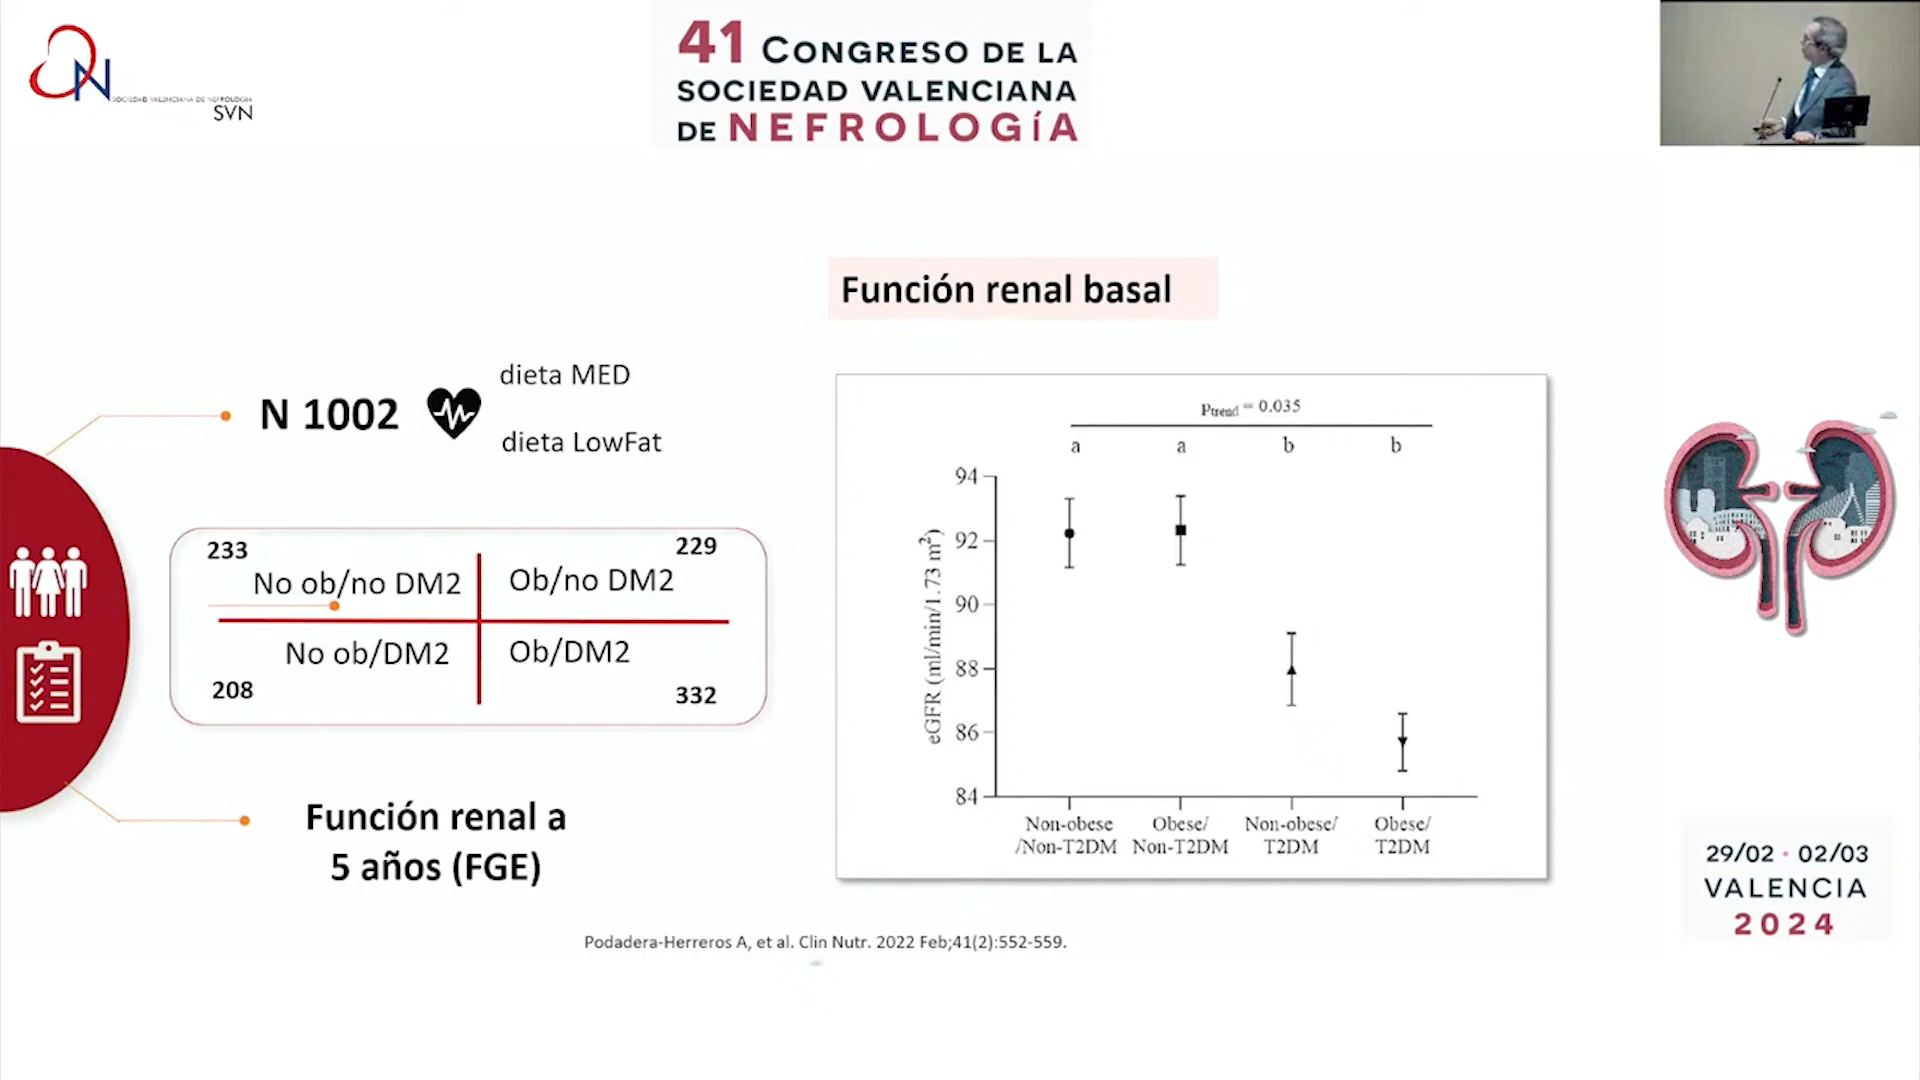 SOCIEDAD VALENCIANA DE NEFROLOGÍA
SVN
41 CONGRESO DE LA
SOCIEDAD VALENCIANA
DE NEFROLOGÍA
Función renal basal
N 1002
dieta MED
dieta LowFat
233
229
No ob/no DM2
Ob/no DM2
No ob/DM2
Ob/DM2
208
332
Función renal a
5 años (FGE)
Ptrend = 0.035
a a b b
94
92
90
88
86
84
eGFR (ml/min/1.73 m²)
Non-obese
/Non-T2DM
Obese/
Non-T2DM
Non-obese/
T2DM
Obese/
T2DM
Podadera-Herreros A, et al. Clin Nutr. 2022 Feb;41(2):552-559.
29/02 · 02/03
VALENCIA
2024